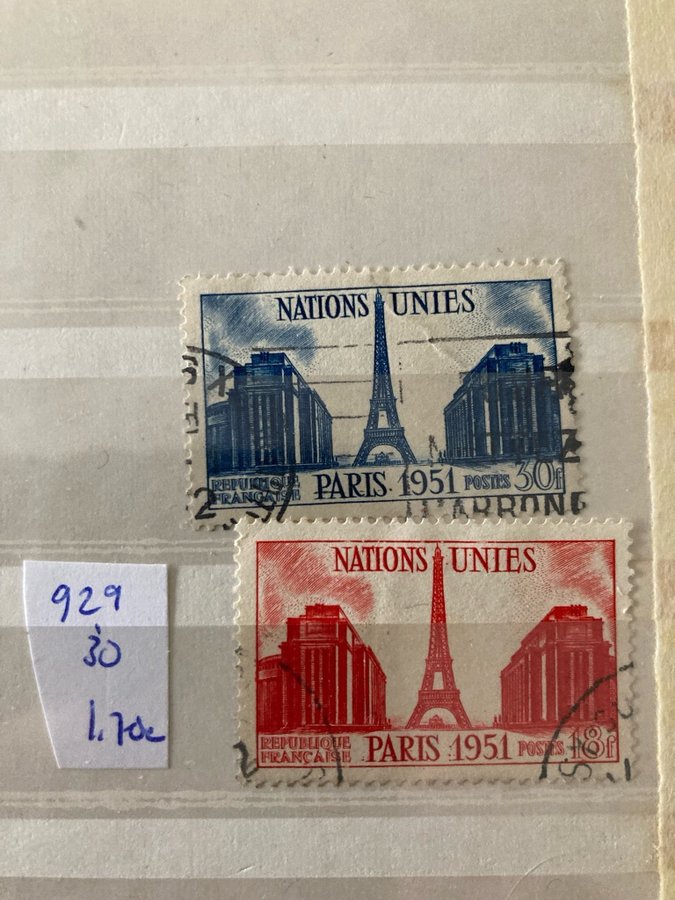 NATIONS UNIES
REPUBLIQUE
FRANÇAISE
PARIS 1951 POSTES 30f
D'ARBONE
NATIONS UNIES
REPUBLIQUE
FRANÇAISE
PARIS 1951 POSTES 18f
929
30
1.70€